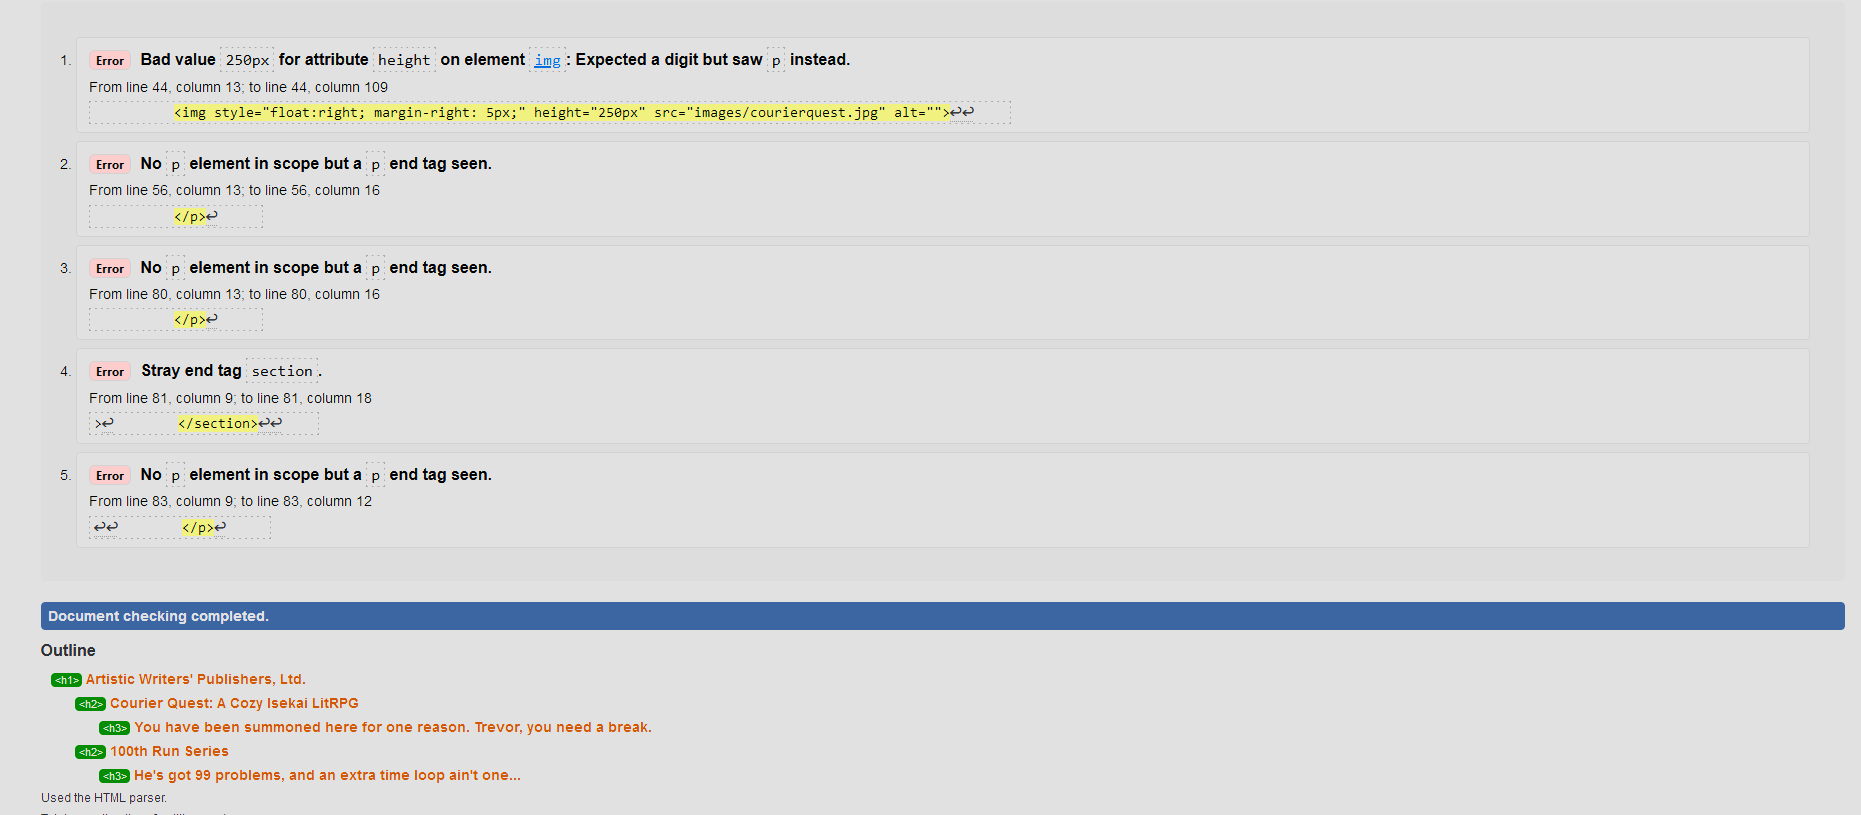 1. Error Bad value 250px for attribute height on element img: Expected a digit but saw p instead.
From line 44, column 13; to line 44, column 109
<img style="float:right; margin-right: 5px;" height="250px" src="images/courierquest.jpg" alt="">↩↩
2. Error No p element in scope but a p end tag seen.
From line 56, column 13; to line 56, column 16
</p>↩
3. Error No p element in scope but a p end tag seen.
From line 80, column 13; to line 80, column 16
</p>↩
4. Error Stray end tag section.
From line 81, column 9; to line 81, column 18
>↩ </section>↩↩
5. Error No p element in scope but a p end tag seen.
From line 83, column 9; to line 83, column 12
↩↩ </p>↩
Document checking completed.
Outline
<h1> Artistic Writers' Publishers, Ltd.
<h2> Courier Quest: A Cozy Isekai LitRPG
<h3> You have been summoned here for one reason. Trevor, you need a break.
<h2> 100th Run Series
<h3> He's got 99 problems, and an extra time loop ain't one...
Used the HTML parser.